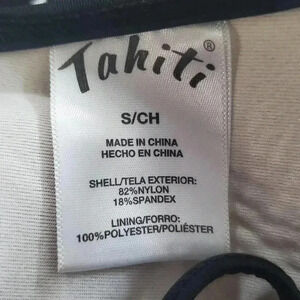 Tahiti®
S/CH
MADE IN CHINA
HECHO EN CHINA
SHELL/TELA EXTERIOR:
82%NYLON
18%SPANDEX
LINING/FORRO:
100%POLYESTER/POLIÉSTER